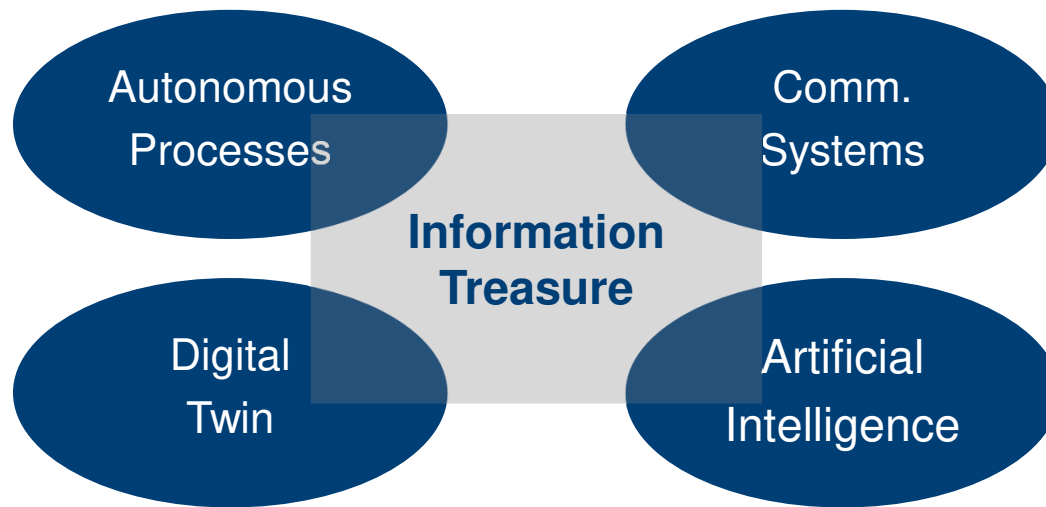 Autonomous
Processes
Comm.
Systems
Information
Treasure
Digital
Twin
Artificial
Intelligence